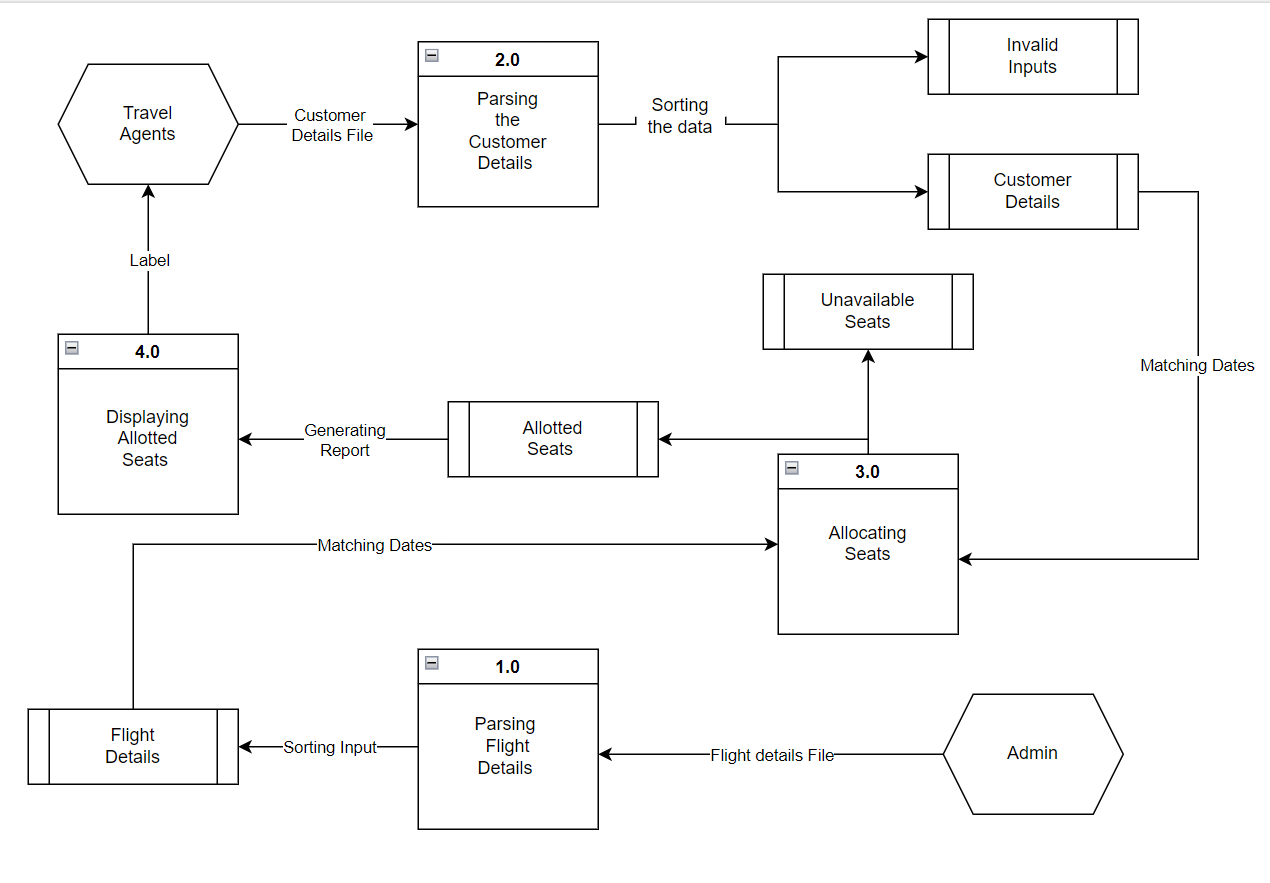 Travel
Agents
Customer
Details File
2.0
Parsing
the
Customer
Details
Sorting
the data
Invalid
Inputs
Customer
Details
Matching Dates
Label
Unavailable
Seats
4.0
Displaying
Allotted
Seats
Generating
Report
Allotted
Seats
3.0
Allocating
Seats
Matching Dates
1.0
Parsing
Flight
Details
Flight
Details
Sorting Input
Flight details File
Admin